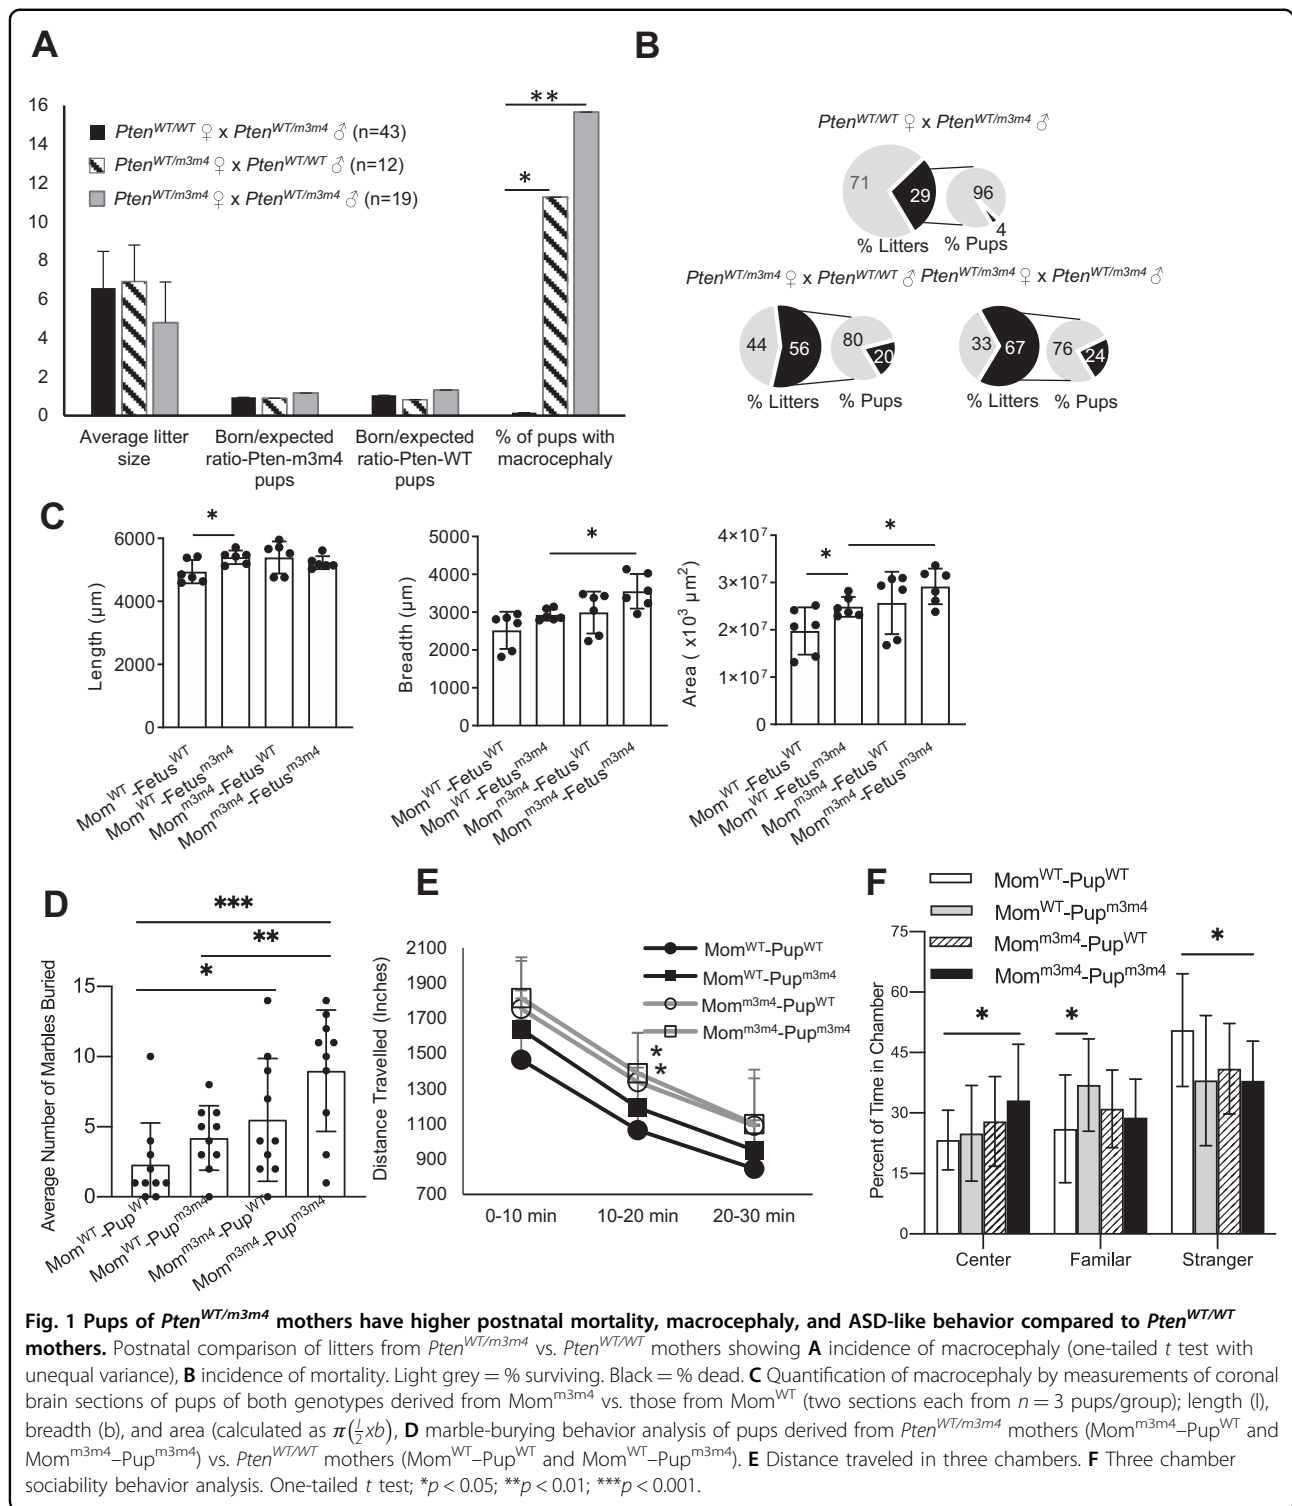 A
16
14
12
10
8
6
4
2
0
Pten^WT/WT ♀ x Pten^WT/m3m4 ♂ (n=43)
Pten^WT/m3m4 ♀ x Pten^WT/WT ♂ (n=12)
Pten^WT/m3m4 ♀ x Pten^WT/m3m4 ♂ (n=19)
**
*
Average litter
size
Born/expected
ratio-Pten-m3m4
pups
Born/expected
ratio-Pten-WT
pups
% of pups with
macrocephaly
B
Pten^WT/WT ♀ x Pten^WT/m3m4 ♂
71
29
96
4
% Litters
% Pups
Pten^WT/m3m4 ♀ x Pten^WT/WT ♂
44
56
80
20
% Litters
% Pups
Pten^WT/m3m4 ♀ x Pten^WT/m3m4 ♂
33
67
76
24
% Litters
% Pups
C
Length (µm)
6000
4000
2000
0
*
Mom^WT-Fetus^WT
Mom^WT-Fetus^m3m4
Mom^m3m4-Fetus^WT
Mom^m3m4-Fetus^m3m4
Breadth (µm)
5000
4000
3000
2000
1000
0
*
Mom^WT-Fetus^WT
Mom^WT-Fetus^m3m4
Mom^m3m4-Fetus^WT
Mom^m3m4-Fetus^m3m4
Area ( x10³ µm²)
4×10⁷
3×10⁷
2×10⁷
1×10⁷
0
*
*
Mom^WT-Fetus^WT
Mom^WT-Fetus^m3m4
Mom^m3m4-Fetus^WT
Mom^m3m4-Fetus^m3m4
D
Average Number of Marbles Buried
15
10
5
0
***
**
*
Mom^WT-Pup^WT
Mom^WT-Pup^m3m4
Mom^m3m4-Pup^WT
Mom^m3m4-Pup^m3m4
E
Distance Travelled (Inches)
2100
1900
1700
1500
1300
1100
900
700
Mom^WT-Pup^WT
Mom^WT-Pup^m3m4
Mom^m3m4-Pup^WT
Mom^m3m4-Pup^m3m4
*
*
0-10 min
10-20 min
20-30 min
F
Mom^WT-Pup^WT
Mom^WT-Pup^m3m4
Mom^m3m4-Pup^WT
Mom^m3m4-Pup^m3m4
Percent of Time in Chamber
75
60
45
30
15
0
*
*
*
Center
Familar
Stranger
Fig. 1 Pups of Pten^WT/m3m4 mothers have higher postnatal mortality, macrocephaly, and ASD-like behavior compared to Pten^WT/WT
mothers. Postnatal comparison of litters from Pten^WT/m3m4 vs. Pten^WT/WT mothers showing A incidence of macrocephaly (one-tailed t test with
unequal variance), B incidence of mortality. Light grey = % surviving. Black = % dead. C Quantification of macrocephaly by measurements of coronal
brain sections of pups of both genotypes derived from Mom^m3m4 vs. those from Mom^WT (two sections each from n = 3 pups/group); length (l),
breadth (b), and area (calculated as π(l/2 xb), D marble-burying behavior analysis of pups derived from Pten^WT/m3m4 mothers (Mom^m3m4–Pup^WT and
Mom^m3m4–Pup^m3m4) vs. Pten^WT/WT mothers (Mom^WT–Pup^WT and Mom^WT–Pup^m3m4). E Distance traveled in three chambers. F Three chamber
sociability behavior analysis. One-tailed t test; *p < 0.05; **p < 0.01; ***p < 0.001.